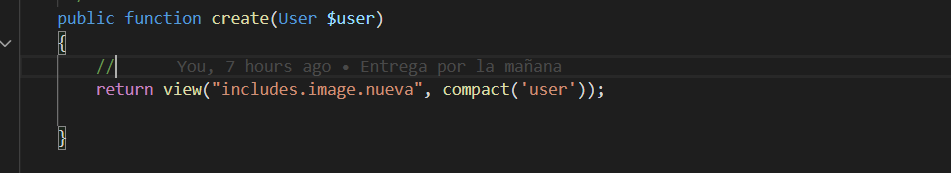 public function create(User $user)
{
// You, 7 hours ago • Entrega por la mañana
return view("includes.image.nueva", compact('user'));
}